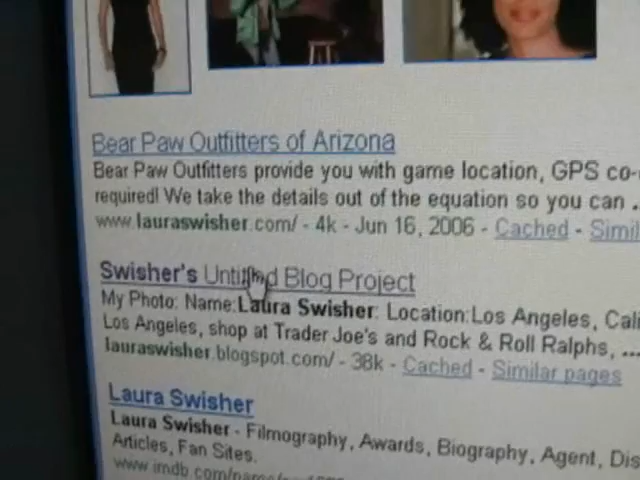 Bear Paw Outfitters of Arizona
Bear Paw Outfitters provide you with game location, GPS co-
required! We take the details out of the equation so you can .
www.lauraswisher.com/ - 4k - Jun 16, 2006 - Cached - Simil
Swisher's Untitled Blog Project
My Photo: Name:Laura Swisher. Location:Los Angeles, Cali
Los Angeles, shop at Trader Joe's and Rock & Roll Ralphs, ...
lauraswisher.blogspot.com/ - 38k - Cached - Similar pages
Laura Swisher
Laura Swisher - Filmography, Awards, Biography, Agent, Dis
Articles, Fan Sites.
www.imdb.com/name/